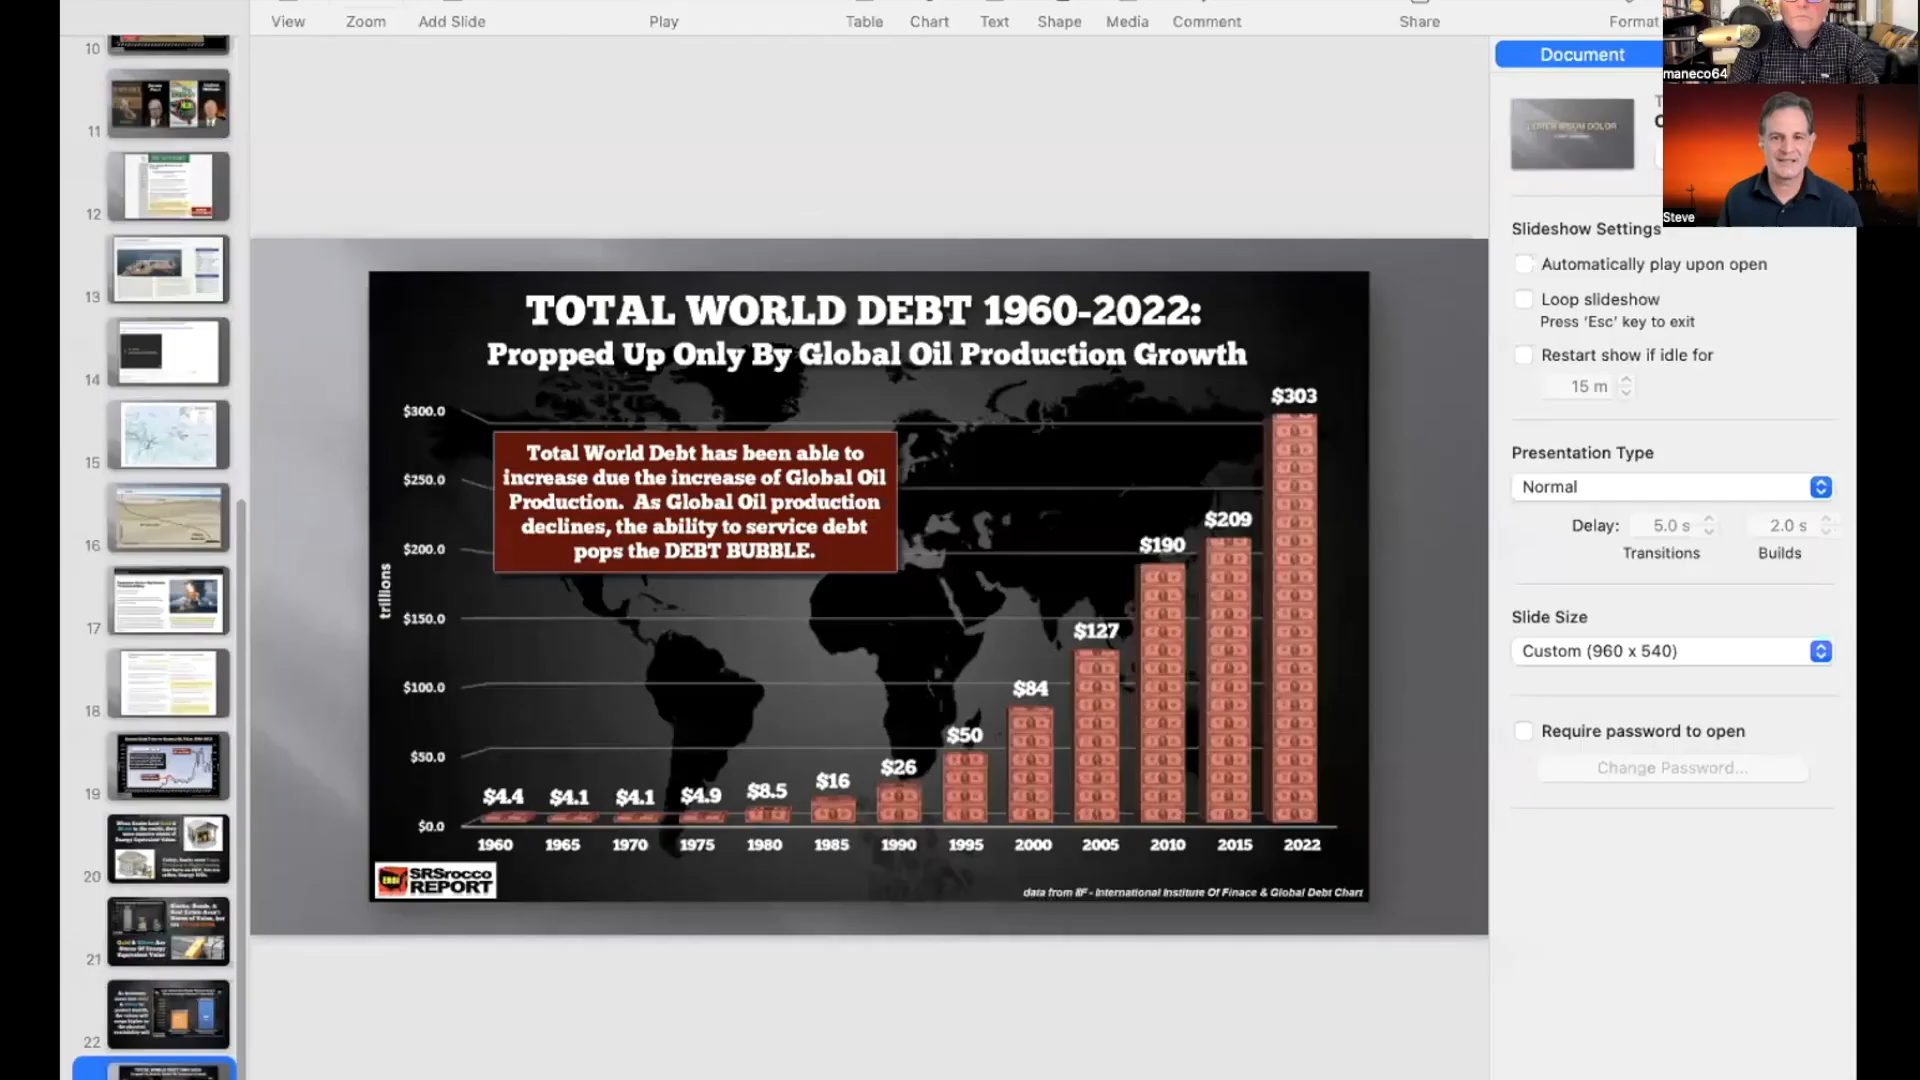 View
Zoom
Add Slide
Play
Table
Chart
Text
Shape
Media
Comment
Share
Format
10
11
12
13
14
15
16
17
18
19
20
21
22
TOTAL WORLD DEBT 1960-2022:
Propped Up Only By Global Oil Production Growth
Total World Debt has been able to
increase due the increase of Global Oil
Production. As Global Oil production
declines, the ability to service debt
pops the DEBT BUBBLE.
trillions
$300.0
$250.0
$200.0
$150.0
$100.0
$50.0
$0.0
$4.4
$4.1
$4.1
$4.9
$8.5
$16
$26
$50
$84
$127
$190
$209
$303
1960
1965
1970
1975
1980
1985
1990
1995
2000
2005
2010
2015
2022
SRSrocco
REPORT
data from IIF - International Institute Of Finace & Global Debt Chart
Document
maneco64
Steve
LOREM IPSUM DOLOR
Slideshow Settings
Automatically play upon open
Loop slideshow
Press ‘Esc’ key to exit
Restart show if idle for
15 m
Presentation Type
Normal
Delay:
5.0 s
2.0 s
Transitions
Builds
Slide Size
Custom (960 x 540)
Require password to open
Change Password...